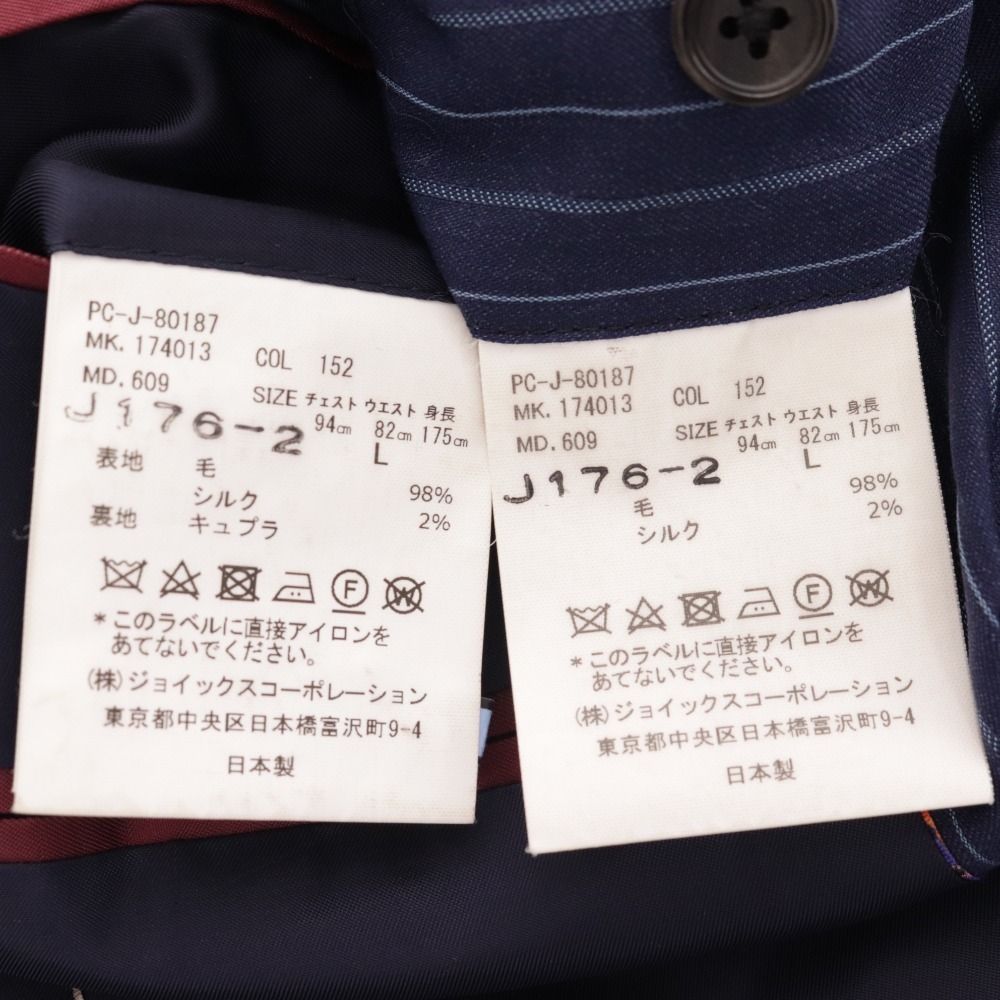 PC-J-80187
MK. 174013 COL 152
MD. 609 SIZE チェスト ウエスト 身長
94cm 82cm 175cm
J176-2 L
表地 毛 98%
シルク 2%
裏地 キュプラ
F W
*このラベルに直接アイロンを
あてないでください。
(株)ジョイックスコーポレーション
東京都中央区日本橋富沢町9-4
日本製
PC-J-80187
MK. 174013 COL 152
MD. 609 SIZE チェスト ウエスト 身長
94cm 82cm 175cm
J176-2 L
毛 98%
シルク 2%
F W
*このラベルに直接アイロンを
あてないでください。
(株)ジョイックスコーポレーション
東京都中央区日本橋富沢町9-4
日本製